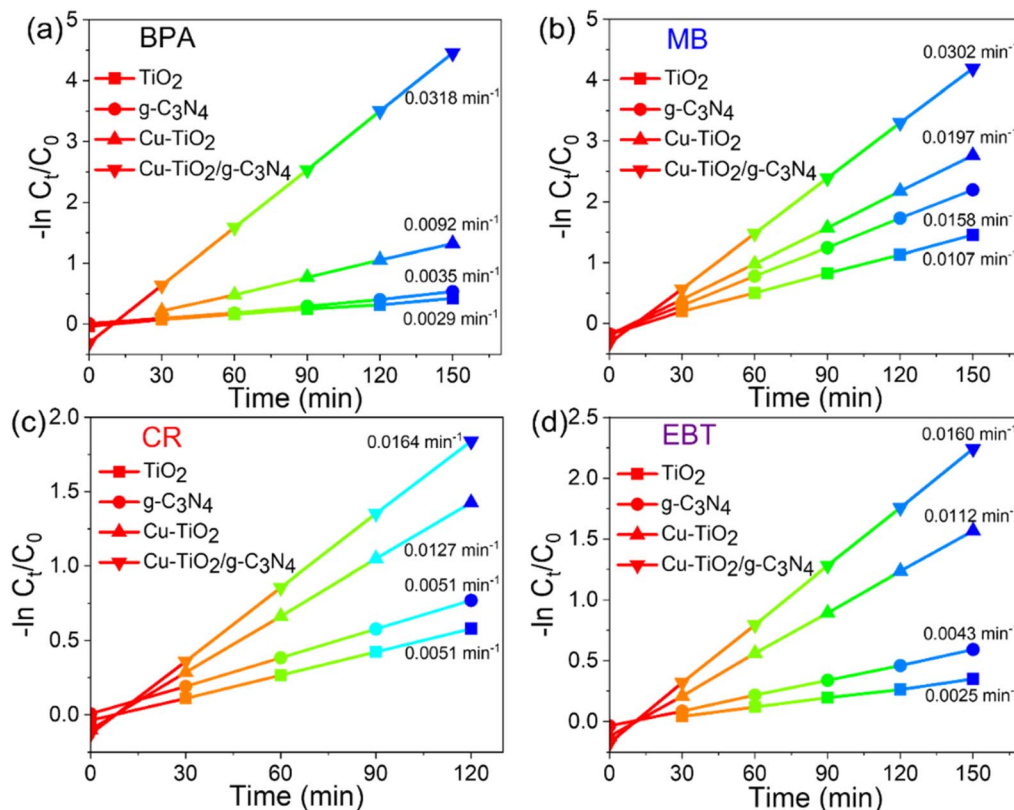 (a) BPA
TiO2
g-C3N4
Cu-TiO2
Cu-TiO2/g-C3N4
0.0318 min-1
0.0092 min-1
0.0035 min-1
0.0029 min-1
5
4
3
2
1
0
-ln Ct/C0
0 30 60 90 120 150
Time (min)
(b) MB
TiO2
g-C3N4
Cu-TiO2
Cu-TiO2/g-C3N4
0.0302 min-1
0.0197 min-1
0.0158 min-1
0.0107 min-1
5
4
3
2
1
0
-ln Ct/C0
0 30 60 90 120 150
Time (min)
(c) CR
TiO2
g-C3N4
Cu-TiO2
Cu-TiO2/g-C3N4
0.0164 min-1
0.0127 min-1
0.0051 min-1
0.0051 min-1
2.0
1.5
1.0
0.5
0.0
-ln Ct/C0
0 30 60 90 120
Time (min)
(d) EBT
TiO2
g-C3N4
Cu-TiO2
Cu-TiO2/g-C3N4
0.0160 min-1
0.0112 min-1
0.0043 min-1
0.0025 min-1
2.5
2.0
1.5
1.0
0.5
0.0
-ln Ct/C0
0 30 60 90 120 150
Time (min)